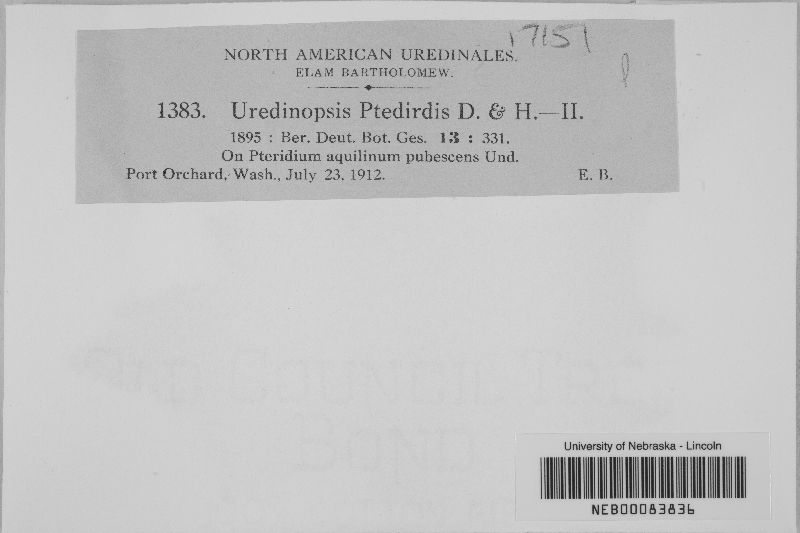 17151
NORTH AMERICAN UREDINALES.
ELAM BARTHOLOMEW.
1383. Uredinopsis Ptedirdis D. & H.—II.
1895 : Ber. Deut. Bot. Ges. 13 : 331.
On Pteridium aquilinum pubescens Und.
Port Orchard, Wash., July 23, 1912. E. B.
University of Nebraska - Lincoln
NEB00083836